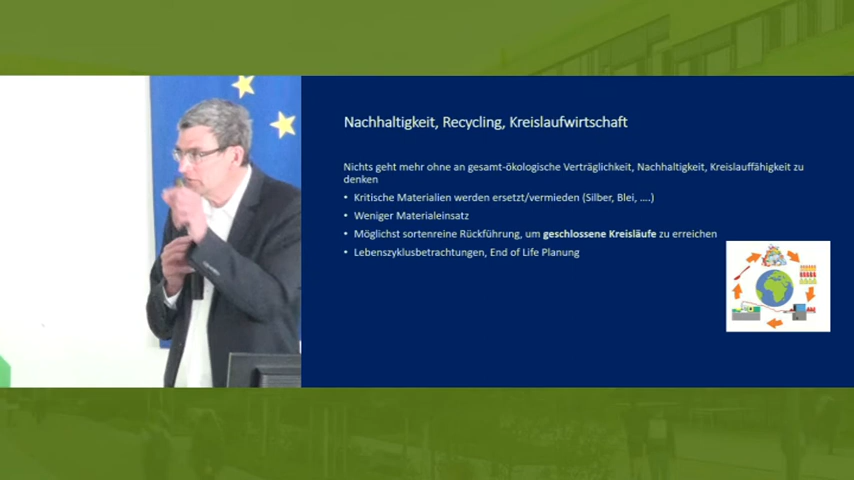 Nachhaltigkeit, Recycling, Kreislaufwirtschaft
Nichts geht mehr ohne an gesamt-ökologische Verträglichkeit, Nachhaltigkeit, Kreislauffähigkeit zu
denken
• Kritische Materialien werden ersetzt/vermieden (Silber, Blei, ....)
• Weniger Materialeinsatz
• Möglichst sortenreine Rückführung, um geschlossene Kreisläufe zu erreichen
• Lebenszyklusbetrachtungen, End of Life Planung